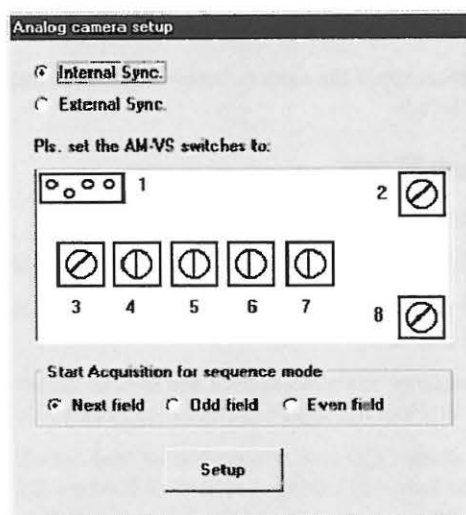 Analog camera setup
Internal Sync.
External Sync.
Pls. set the AM-VS switches to:
1
2
3 4 5 6 7
8
Start Acquisition for sequence mode
Next field Odd field Even field
Setup